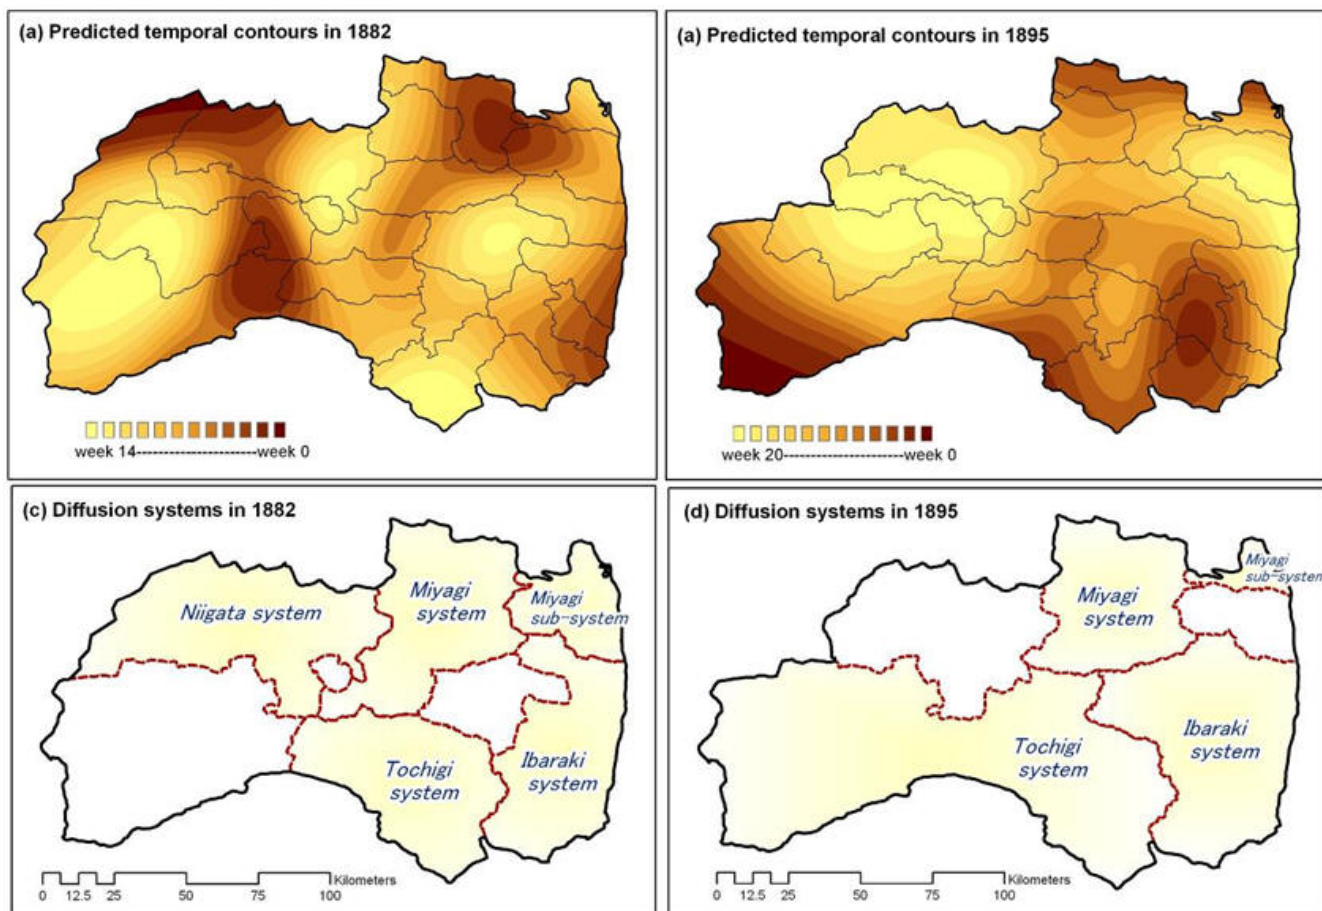 (a) Predicted temporal contours in 1882
week 14---------------------------week 0
(a) Predicted temporal contours in 1895
week 20---------------------------week 0
(c) Diffusion systems in 1882
Niigata system
Miyagi
system
Miyagi
sub-system
Tochigi
system
Ibaraki
system
Kilometers
0 12.5 25 50 75 100
(d) Diffusion systems in 1895
Miyagi
system
Miyagi
sub-system
Tochigi
system
Ibaraki
system
Kilometers
0 12.5 25 50 75 100